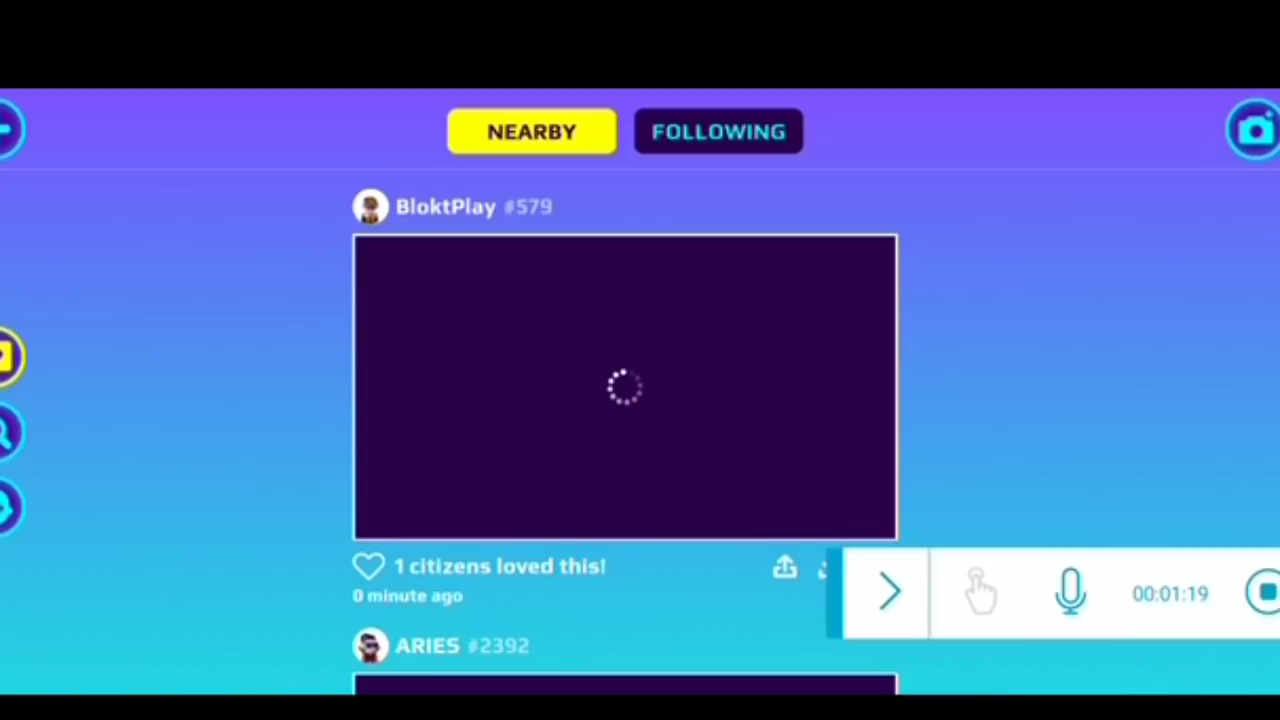 NEARBY
FOLLOWING
BloktPlay #579
1 citizens loved this!
0 minute ago
00:01:19
ARIES #2392